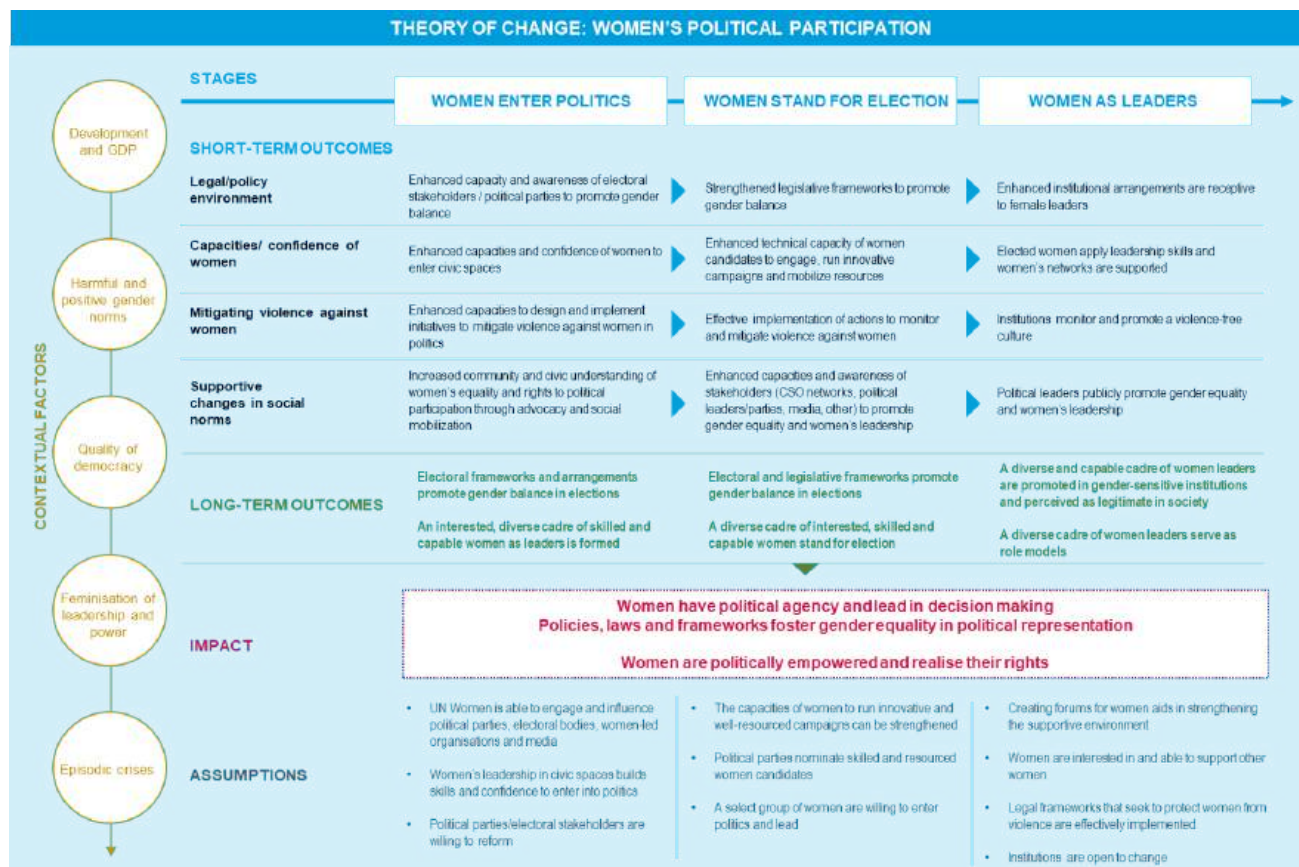 THEORY OF CHANGE: WOMEN'S POLITICAL PARTICIPATION
STAGES
WOMEN ENTER POLITICS
WOMEN STAND FOR ELECTION
WOMEN AS LEADERS
SHORT-TERM OUTCOMES
Legal/policy
environment
Enhanced capacity and awareness of electoral
stakeholders / political parties to promote gender
balance
Strengthened legislative frameworks to promote
gender balance
Enhanced institutional arrangements are receptive
to female leaders
Capacities/ confidence of
women
Enhanced capacities and confidence of women to
enter civic spaces
Enhanced technical capacity of women
candidates to engage, run innovative
campaigns and mobilize resources
Elected women apply leadership skills and
women's networks are supported
Mitigating violence against
women
Enhanced capacities to design and implement
initiatives to mitigate violence against women in
politics
Effective implementation of actions to monitor
and mitigate violence against women
Institutions monitor and promote a violence-free
culture
Supportive
changes in social
norms
Increased community and civic understanding of
women's equality and rights to political
participation through advocacy and social
mobilization
Enhanced capacities and awareness of
stakeholders (CSO networks, political
leaders/parties, media, other) to promote
gender equality and women's leadership
Political leaders publicly promote gender equality
and women's leadership
LONG-TERM OUTCOMES
Electoral frameworks and arrangements
promote gender balance in elections
An interested, diverse cadre of skilled and
capable women as leaders is formed
Electoral and legislative frameworks promote
gender balance in elections
A diverse cadre of interested, skilled and
capable women stand for election
A diverse and capable cadre of women leaders
are promoted in gender-sensitive institutions
and perceived as legitimate in society
A diverse cadre of women leaders serve as
role models
IMPACT
Women have political agency and lead in decision making
Policies, laws and frameworks foster gender equality in political representation
Women are politically empowered and realise their rights
ASSUMPTIONS
• UN Women is able to engage and influence
political parties, electoral bodies, women-led
organisations and media
• Women's leadership in civic spaces builds
skills and confidence to enter into politics
• Political parties/electoral stakeholders are
willing to reform
• The capacities of women to run innovative and
well-resourced campaigns can be strengthened
• Political parties nominate skilled and resourced
women candidates
• A select group of women are willing to enter
politics and lead
• Creating forums for women aids in strengthening
the supportive environment
• Women are interested in and able to support other
women
• Legal frameworks that seek to protect women from
violence are effectively implemented
• Institutions are open to change
CONTEXTUAL FACTORS
Development
and GDP
Harmful and
positive gender
norms
Quality of
democracy
Feminisation of
leadership and
power
Episodic crises